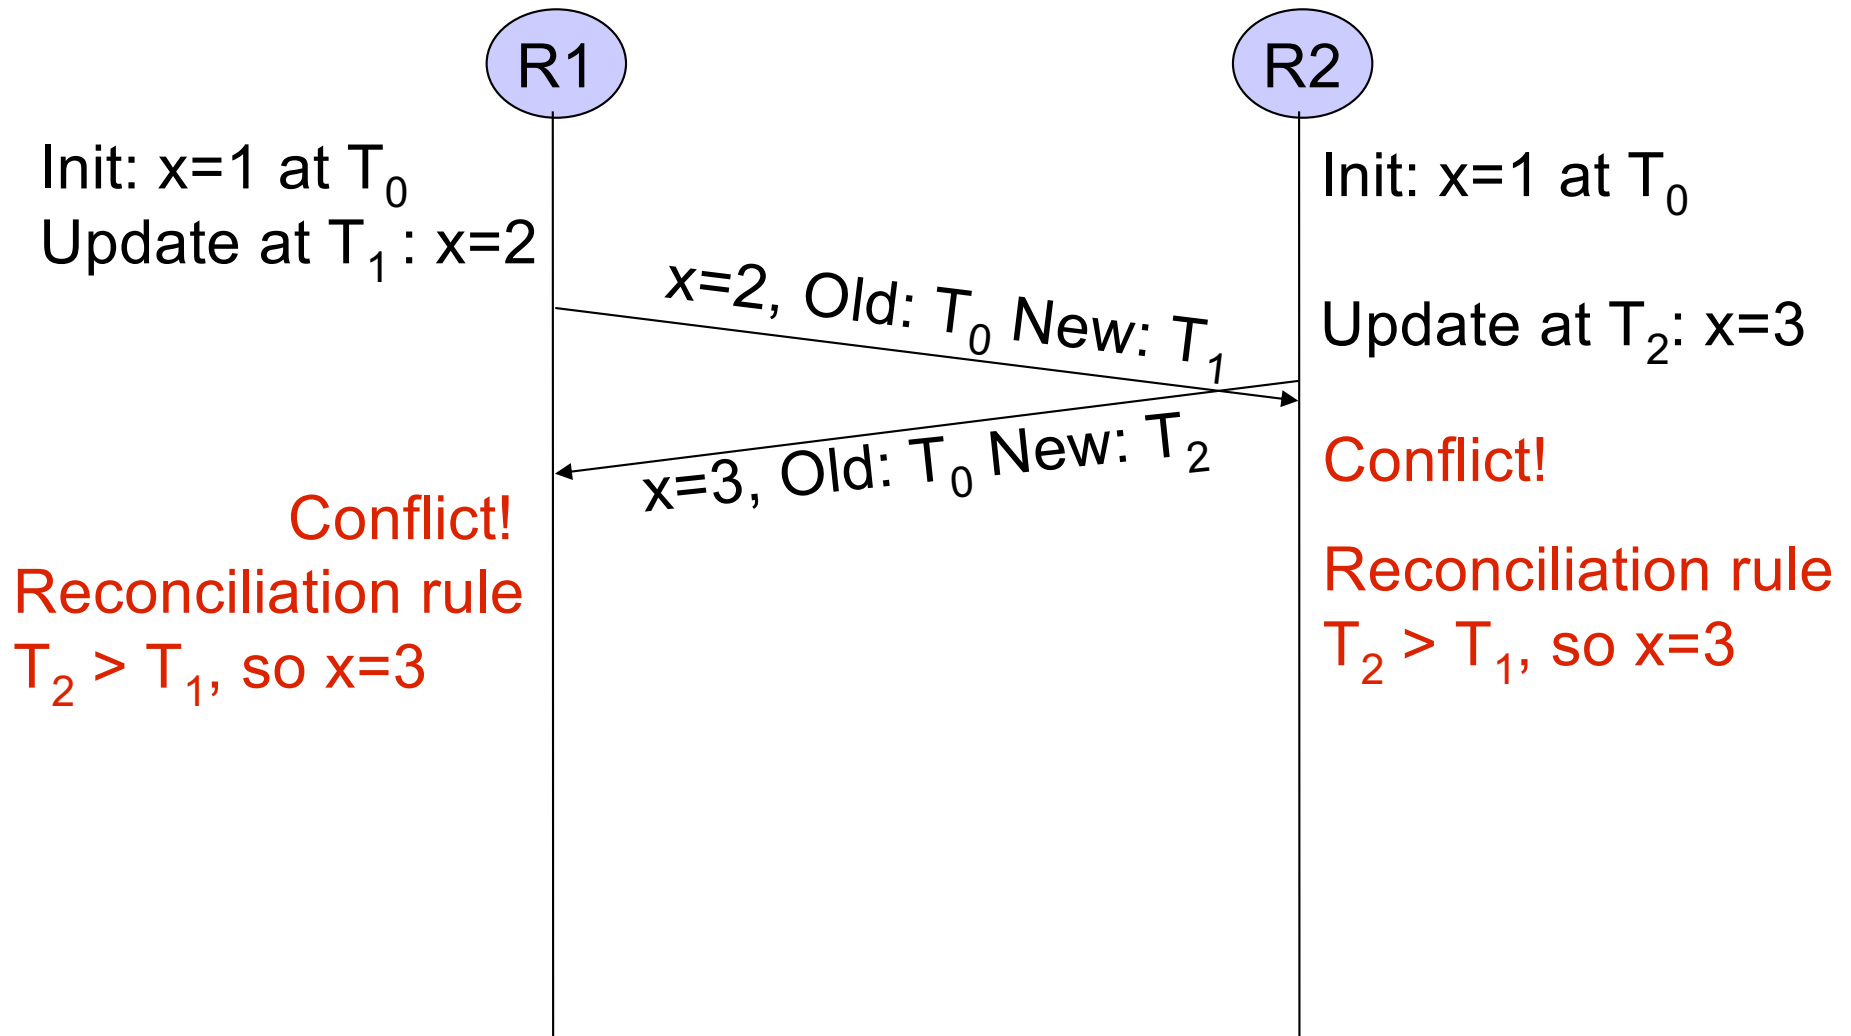 R1
R2
Init: x=1 at T0
Update at T1 : x=2
Init: x=1 at T0
Update at T2: x=3
x=2, Old: T0 New: T1
x=3, Old: T0 New: T2
Conflict!
Reconciliation rule
T2 > T1, so x=3
Conflict!
Reconciliation rule
T2 > T1, so x=3